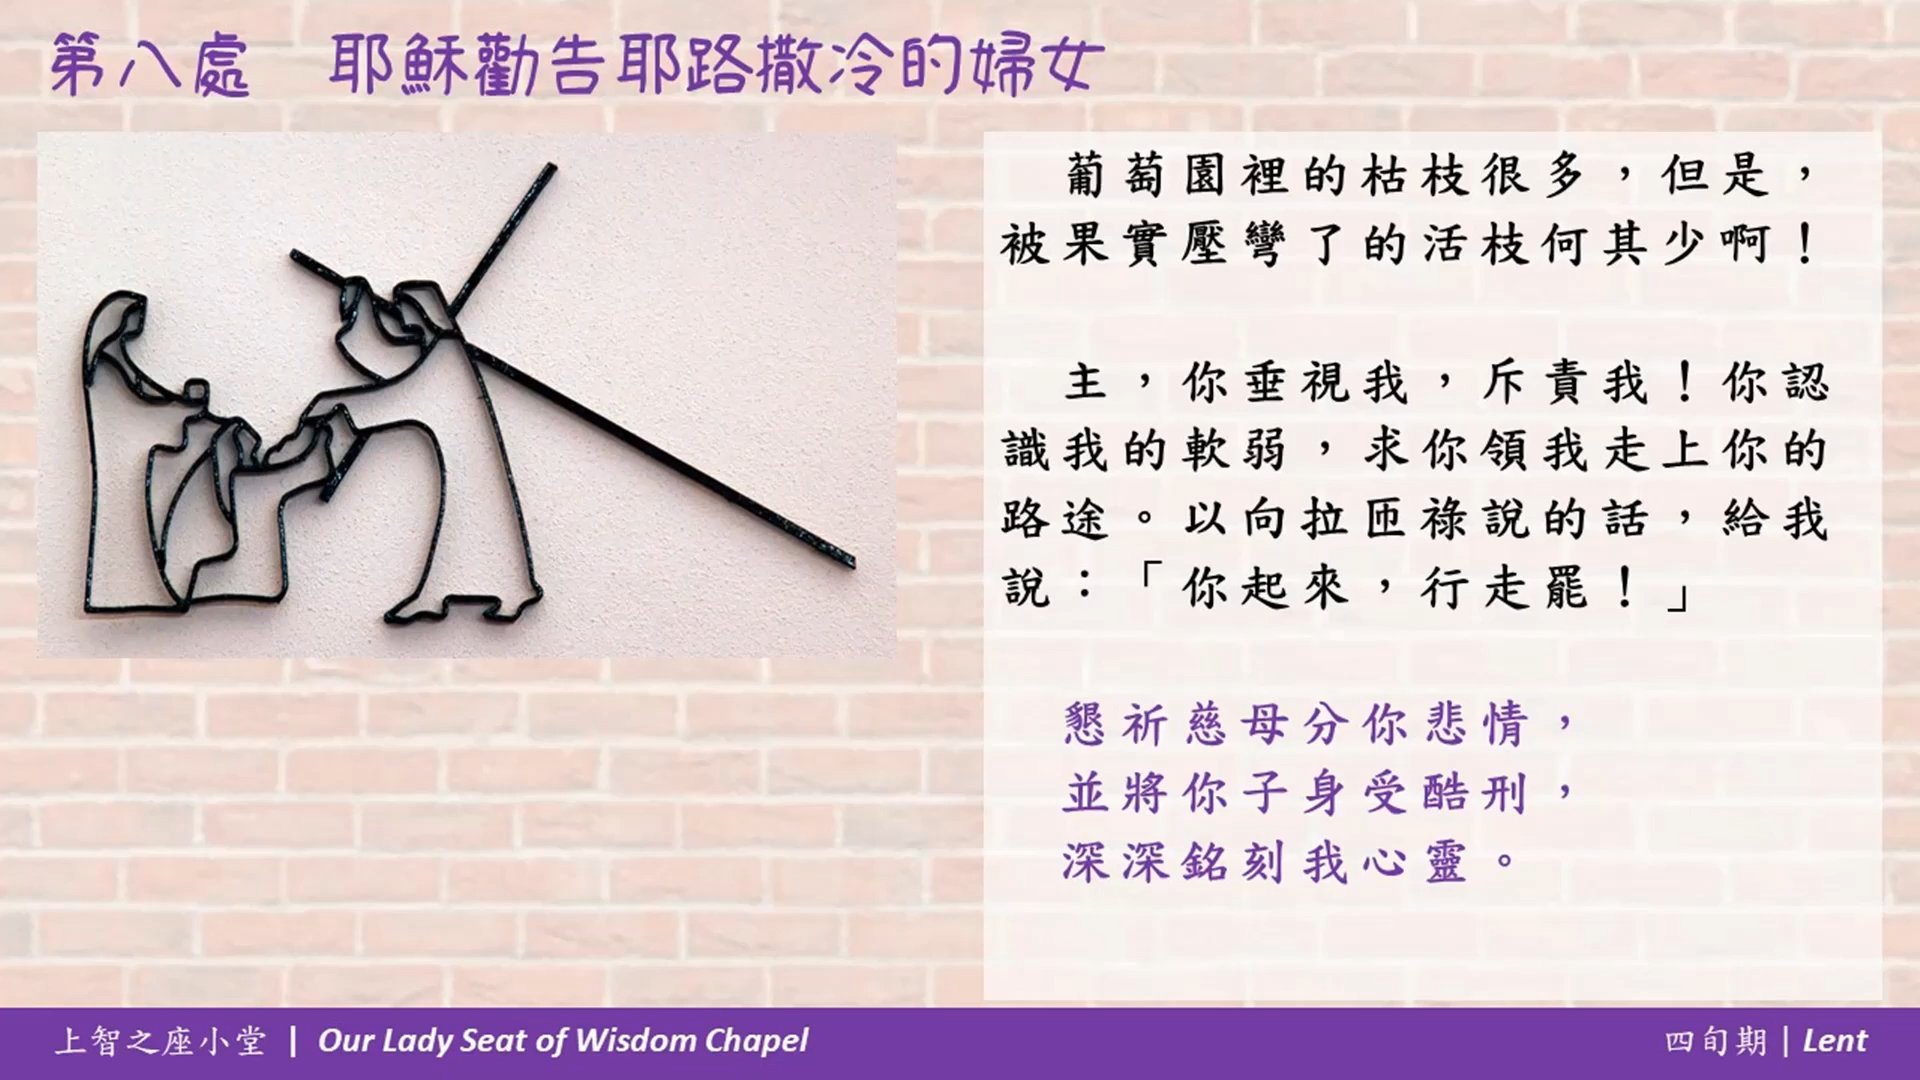 第八處　耶穌勸告耶路撒冷的婦女
葡萄園裡的枯枝很多，但是，
被果實壓彎了的活枝何其少啊！
主，你垂視我，斥責我！你認
識我的軟弱，求你領我走上你的
路途。以向拉匝祿說的話，給我
說：「你起來，行走罷！」
懇祈慈母分你悲情，
並將你子身受酷刑，
深深銘刻我心靈。
上智之座小堂 | Our Lady Seat of Wisdom Chapel
四旬期 | Lent